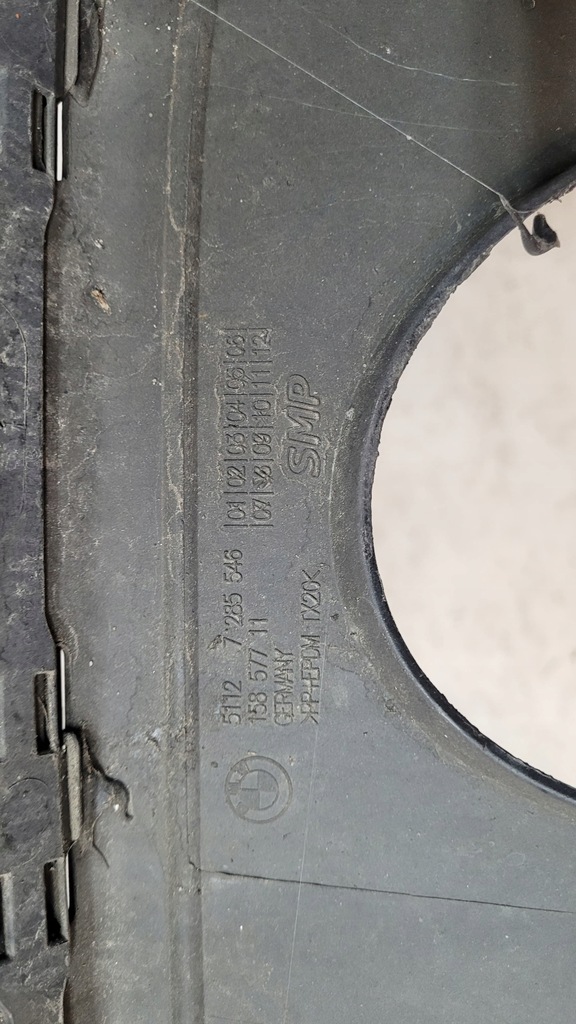 5112 7 285 546
158 577 11
GERMANY
>PP+EPDM TX20<
|01|02|03|04|05|06|
|07|08|09|10|11|12|
SMP